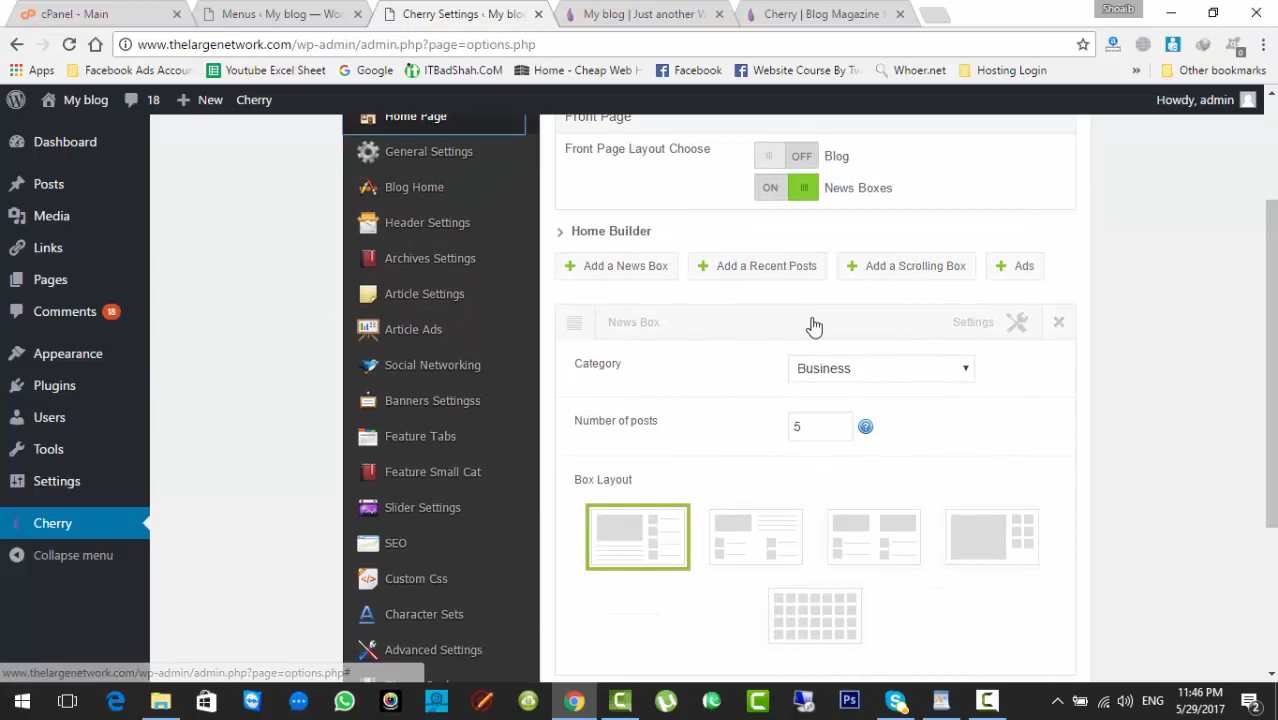 cPanel - Main
Menus ‹ My blog — Wo
Cherry Settings ‹ My blo
My blog | Just another W
Cherry | Blog Magazine
Shoaib
www.thelargenetwork.com/wp-admin/admin.php?page=options.php
Apps
Facebook Ads Accou
Youtube Excel Sheet
Google
ITBadShah.CoM
Home - Cheap Web H
Facebook
Website Course By Tw
Whoer.net
Hosting Login
»
Other bookmarks
My blog
18
New
Cherry
Howdy, admin
Dashboard
Posts
Media
Links
Pages
Comments 18
Appearance
Plugins
Users
Tools
Settings
Cherry
Collapse menu
Home Page
General Settings
Blog Home
Header Settings
Archives Settings
Article Settings
Article Ads
Social Networking
Banners Settingss
Feature Tabs
Feature Small Cat
Slider Settings
SEO
Custom Css
Character Sets
Advanced Settings
Front Page
Front Page Layout Choose
OFF Blog
ON News Boxes
Home Builder
Add a News Box
Add a Recent Posts
Add a Scrolling Box
Ads
News Box
Settings
Category
Business
Number of posts
5
Box Layout
www.thelargenetwork.com/wp-admin/admin.php?page=options.php#
ENG
11:46 PM
5/29/2017
2